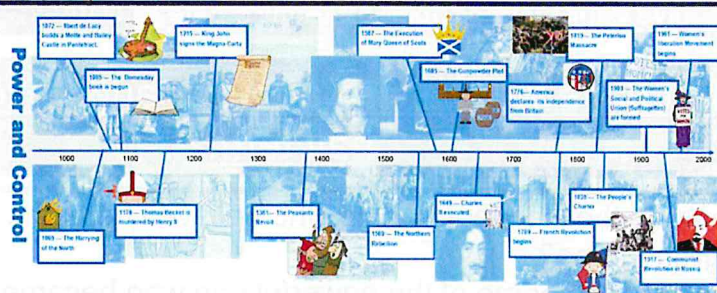 Power and Control
1072 — Ilbert de Lacy
builds a Motte and Bailey
Castle in Pontefract.
1085 — The Domesday
book is begun
1215 — King John
signs the Magna Carta
1587 — The Execution
of Mary Queen of Scots
1605 — The Gunpowder Plot
1776 — America
declares its independence
from Britain
1819 — The Peterloo
Massacre
1903 — The Women's
Social and Political
Union (Suffragettes)
are formed
— Women's
liberation Movement
begins
1000 1100 1200 1300 1400 1500 1600 1700 1800 1900 2000
1069 — The Harrying
of the North
— Thomas Becket is
murdered by Henry II
1381 — The Peasants
Revolt
1569 — The Northern
Rebellion
1649 — Charles
I executed
1789 — French Revolution
begins
1838 — The People's
Charter
1917 — Communist
Revolution in Russia
VOTES
FOR
WOMEN